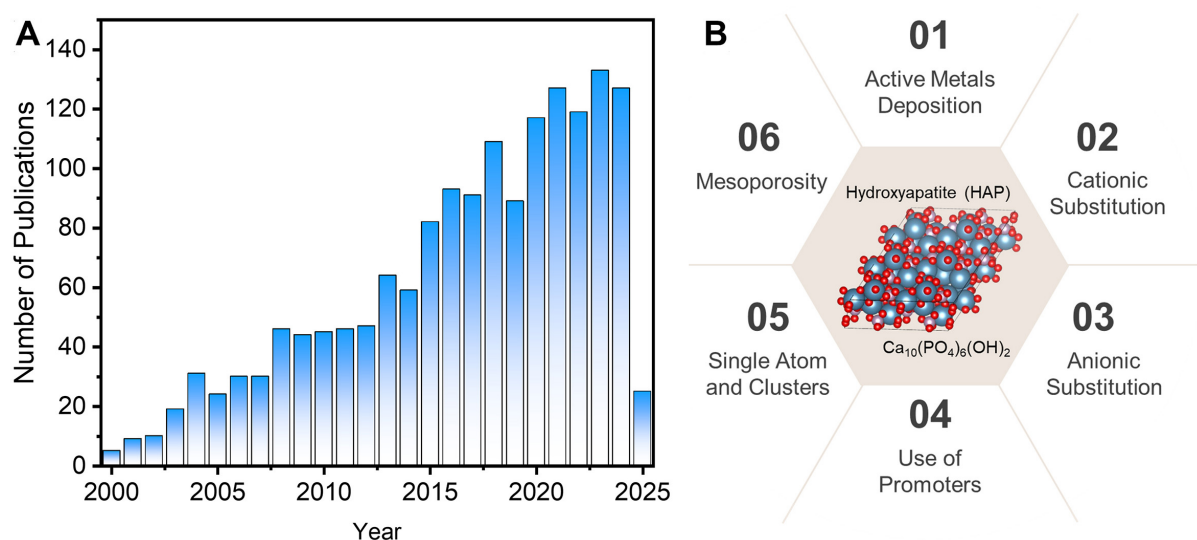 A
140
120
100
80
60
40
20
0
Number of Publications
2000
2005
2010
2015
2020
2025
Year
B
01
Active Metals
Deposition
02
Cationic
Substitution
03
Anionic
Substitution
04
Use of
Promoters
05
Single Atom
and Clusters
06
Mesoporosity
Hydroxyapatite (HAP)
Ca₁₀(PO₄)₆(OH)₂